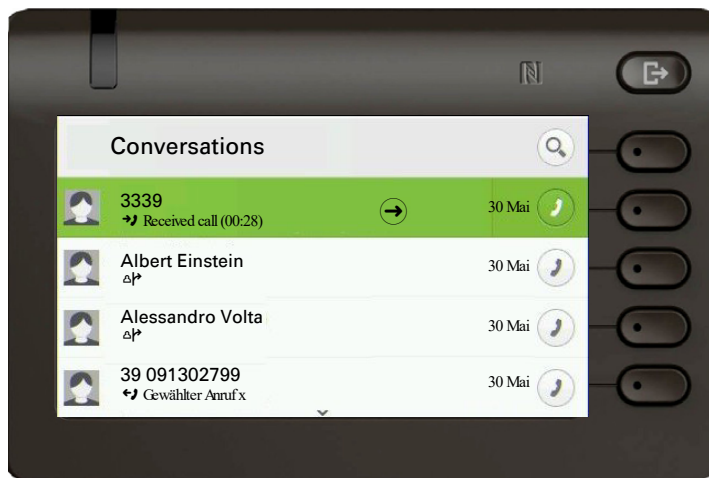 Conversations
3339
30 Mai
Received call (00:28)
Albert Einstein
30 Mai
Alessandro Volta
30 Mai
39 091302799
30 Mai
Gewählter Anruf x